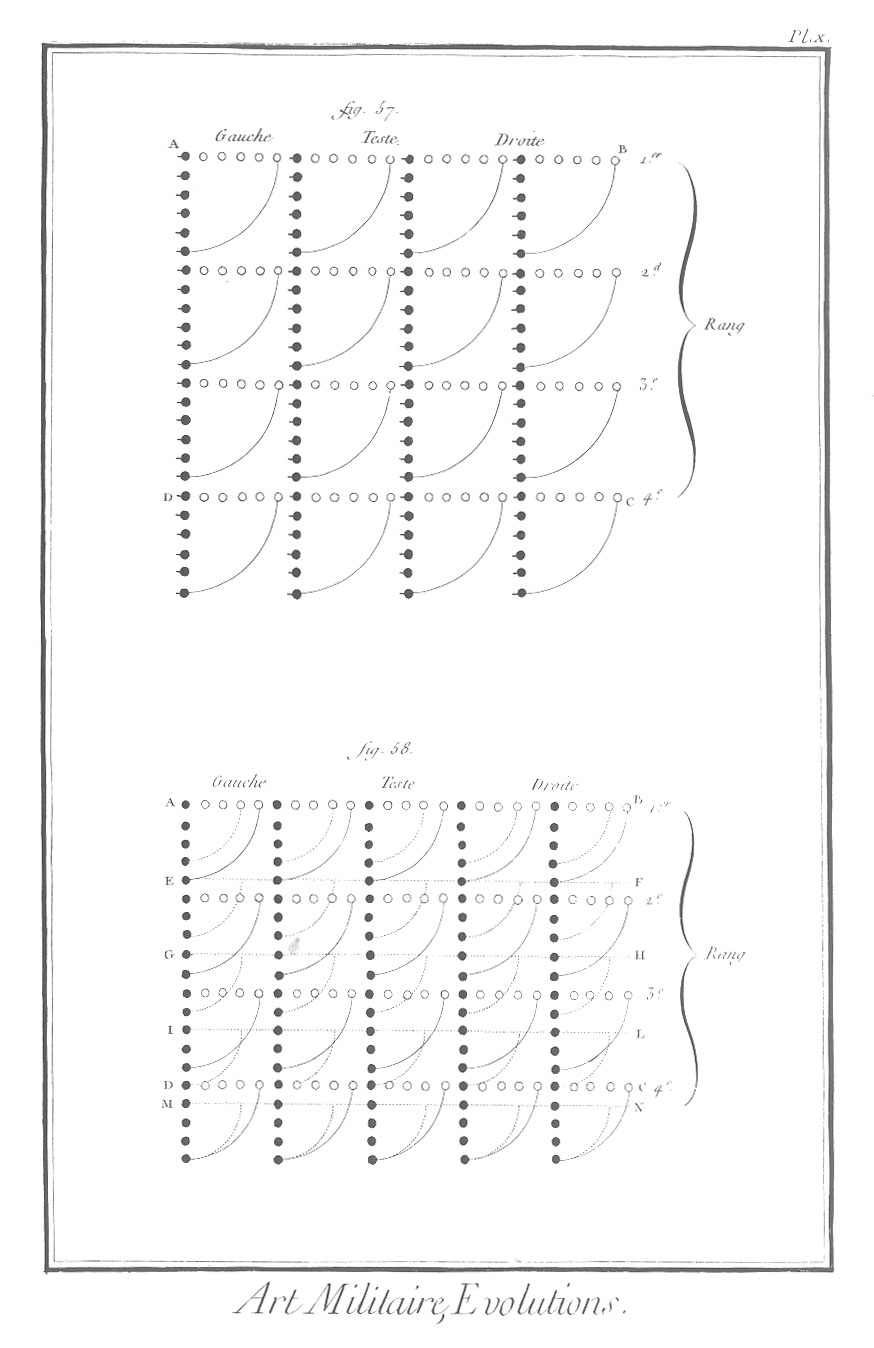 Pl. x.
fig. 57.
Gauche Teste. Droite
A B 1.er
2.d
Rang
3.e
D C 4.e
fig. 58.
Gauche Teste Droite
A B 1.er
E F
2.e
G H Rang
3.e
I L
D C 4.e
M N
Art Militaire, Evolutions.